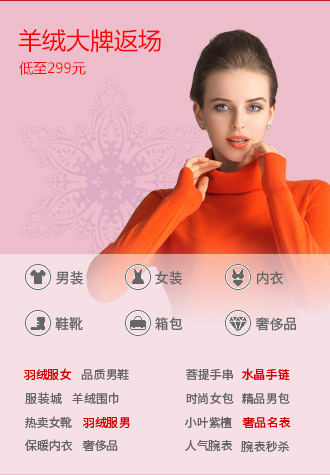 羊绒大牌返场
低至299元
男装 女装 内衣
鞋靴 箱包 奢侈品
羽绒服女 品质男鞋 菩提手串 水晶手链
服装城 羊绒围巾 时尚女包 精品男包
热卖女靴 羽绒服男 小叶紫檀 奢品名表
保暖内衣 奢侈品 人气腕表 腕表秒杀